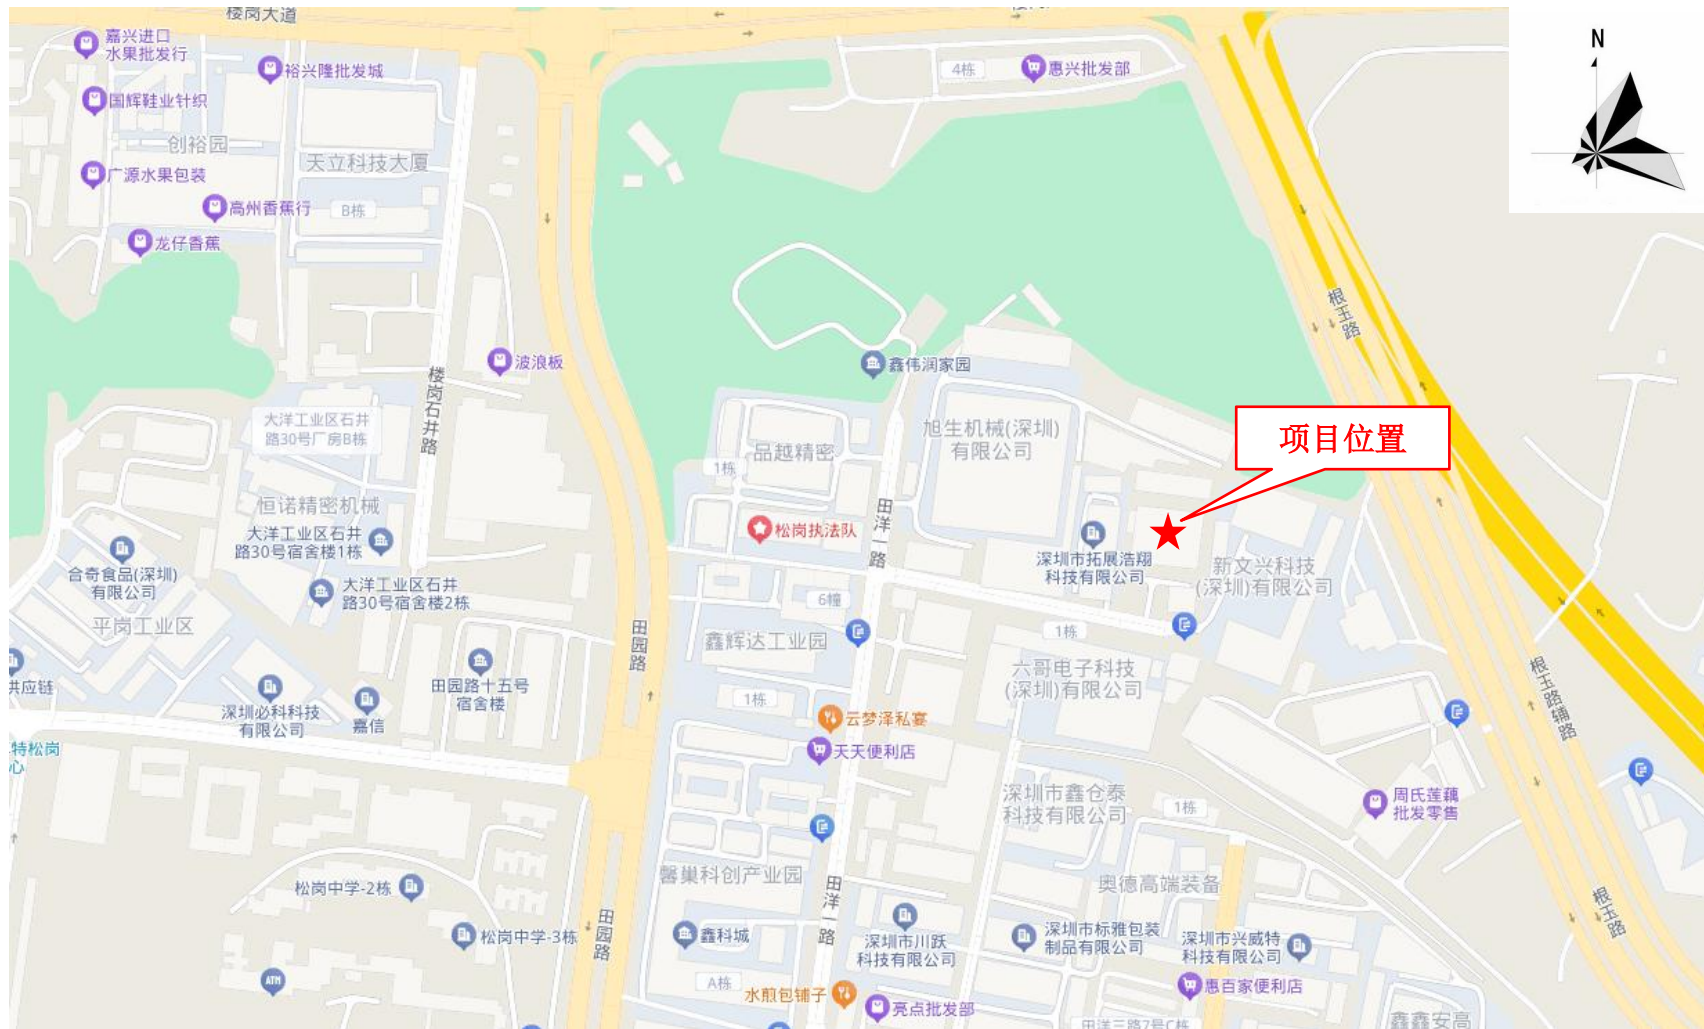 楼岗大道
嘉兴进口
水果批发行
裕兴隆批发城
国辉鞋业针织
创裕园
天立科技大厦
广源水果包装
高州香蕉行
B栋
龙仔香蕉
4栋
惠兴批发部
N
根玉路
波浪板
鑫伟润家园
楼岗石井路
大洋工业区石井
路30号厂房B栋
旭生机械(深圳)
有限公司
项目位置
品越精密
1栋
恒诺精密机械
田洋一路
松岗执法队
大洋工业区石井
路30号宿舍楼1栋
深圳市拓展浩翔
科技有限公司
新文兴科技
(深圳)有限公司
合奇食品(深圳)
有限公司
大洋工业区石井
路30号宿舍楼2栋
平岗工业区
6幢
1栋
鑫辉达工业园
田园路
六哥电子科技
(深圳)有限公司
供应链
田园路十五号
宿舍楼
1栋
根玉路辅路
深圳必科科技
有限公司
嘉信
云梦泽私宴
天天便利店
特松岗
心
深圳市鑫仓泰
科技有限公司
1栋
周氏莲藕
批发零售
馨巢科创产业园
田洋一路
奥德高端装备
松岗中学-2栋
田园路
根玉路
松岗中学-3栋
鑫科城
深圳市川跃
科技有限公司
深圳市标雅包装
制品有限公司
深圳市兴威特
科技有限公司
ATM
A栋
水煎包铺子
亮点批发部
惠百家便利店
田洋三路7号C栋
鑫鑫安高